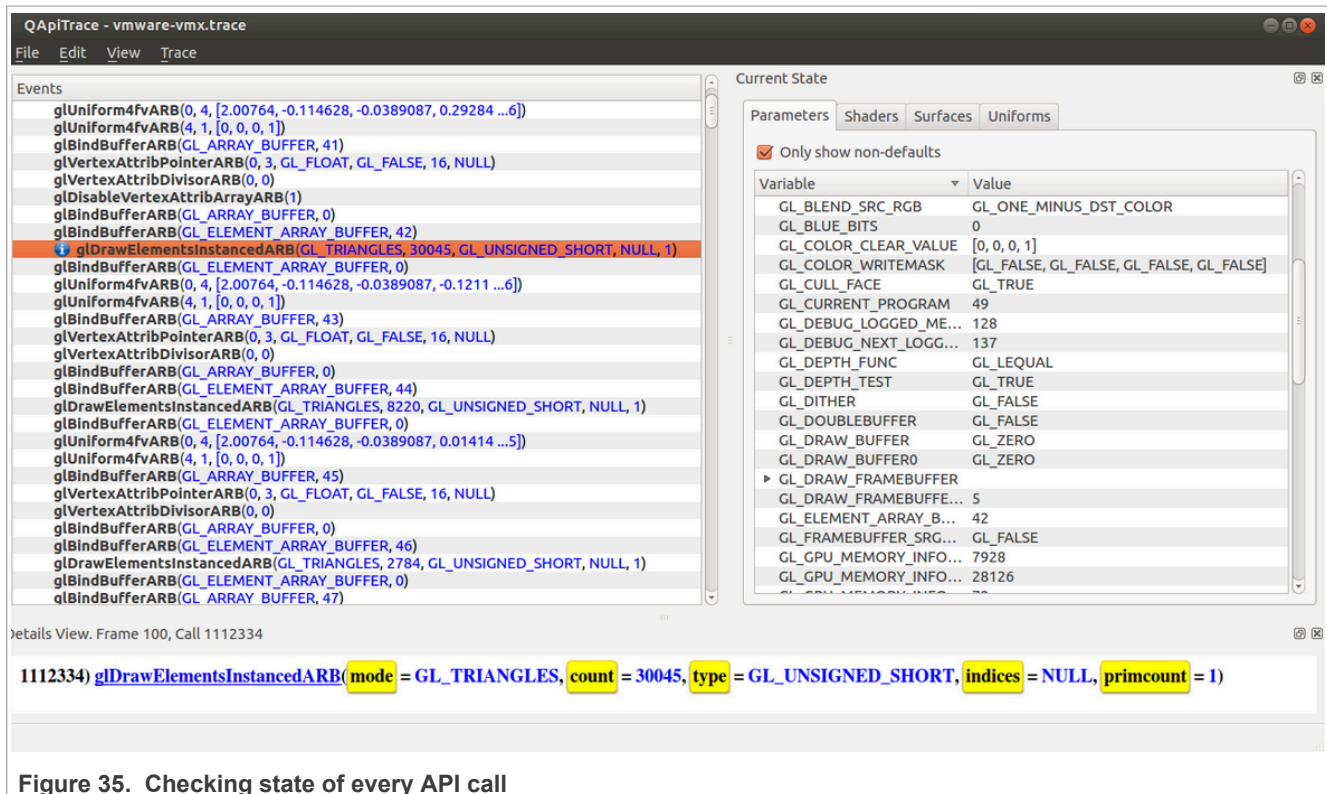 QApiTrace - vmware-vmx.trace
File Edit View Trace
Events
glUniform4fvARB(0, 4, [2.00764, -0.114628, -0.0389087, 0.29284 ...6])
glUniform4fvARB(4, 1, [0, 0, 0, 1])
glBindBufferARB(GL_ARRAY_BUFFER, 41)
glVertexAttribPointerARB(0, 3, GL_FLOAT, GL_FALSE, 16, NULL)
glVertexAttribDivisorARB(0, 0)
glDisableVertexAttribArrayARB(1)
glBindBufferARB(GL_ARRAY_BUFFER, 0)
glBindBufferARB(GL_ELEMENT_ARRAY_BUFFER, 42)
glDrawElementsInstancedARB(GL_TRIANGLES, 30045, GL_UNSIGNED_SHORT, NULL, 1)
glBindBufferARB(GL_ELEMENT_ARRAY_BUFFER, 0)
glUniform4fvARB(0, 4, [2.00764, -0.114628, -0.0389087, -0.1211 ...6])
glUniform4fvARB(4, 1, [0, 0, 0, 1])
glBindBufferARB(GL_ARRAY_BUFFER, 43)
glVertexAttribPointerARB(0, 3, GL_FLOAT, GL_FALSE, 16, NULL)
glVertexAttribDivisorARB(0, 0)
glBindBufferARB(GL_ARRAY_BUFFER, 0)
glBindBufferARB(GL_ELEMENT_ARRAY_BUFFER, 44)
glDrawElementsInstancedARB(GL_TRIANGLES, 8220, GL_UNSIGNED_SHORT, NULL, 1)
glBindBufferARB(GL_ELEMENT_ARRAY_BUFFER, 0)
glUniform4fvARB(0, 4, [2.00764, -0.114628, -0.0389087, 0.01414 ...5])
glUniform4fvARB(4, 1, [0, 0, 0, 1])
glBindBufferARB(GL_ARRAY_BUFFER, 45)
glVertexAttribPointerARB(0, 3, GL_FLOAT, GL_FALSE, 16, NULL)
glVertexAttribDivisorARB(0, 0)
glBindBufferARB(GL_ARRAY_BUFFER, 0)
glBindBufferARB(GL_ELEMENT_ARRAY_BUFFER, 46)
glDrawElementsInstancedARB(GL_TRIANGLES, 2784, GL_UNSIGNED_SHORT, NULL, 1)
glBindBufferARB(GL_ELEMENT_ARRAY_BUFFER, 0)
glBindBufferARB(GL_ARRAY_BUFFER, 47)
Current State
Parameters Shaders Surfaces Uniforms
Only show non-defaults
Variable Value
GL_BLEND_SRC_RGB GL_ONE_MINUS_DST_COLOR
GL_BLUE_BITS 0
GL_COLOR_CLEAR_VALUE [0, 0, 0, 1]
GL_COLOR_WRITEMASK [GL_FALSE, GL_FALSE, GL_FALSE, GL_FALSE]
GL_CULL_FACE GL_TRUE
GL_CURRENT_PROGRAM 49
GL_DEBUG_LOGGED_ME... 128
GL_DEBUG_NEXT_LOGG... 137
GL_DEPTH_FUNC GL_LEQUAL
GL_DEPTH_TEST GL_TRUE
GL_DITHER GL_FALSE
GL_DOUBLEBUFFER GL_FALSE
GL_DRAW_BUFFER GL_ZERO
GL_DRAW_BUFFER0 GL_ZERO
GL_DRAW_FRAMEBUFFER
GL_DRAW_FRAMEBUFFE... 5
GL_ELEMENT_ARRAY_B... 42
GL_FRAMEBUFFER_SRG... GL_FALSE
GL_GPU_MEMORY_INFO... 7928
GL_GPU_MEMORY_INFO... 28126
Details View. Frame 100, Call 1112334
1112334) glDrawElementsInstancedARB(mode = GL_TRIANGLES, count = 30045, type = GL_UNSIGNED_SHORT, indices = NULL, primcount = 1)
Figure 35. Checking state of every API call